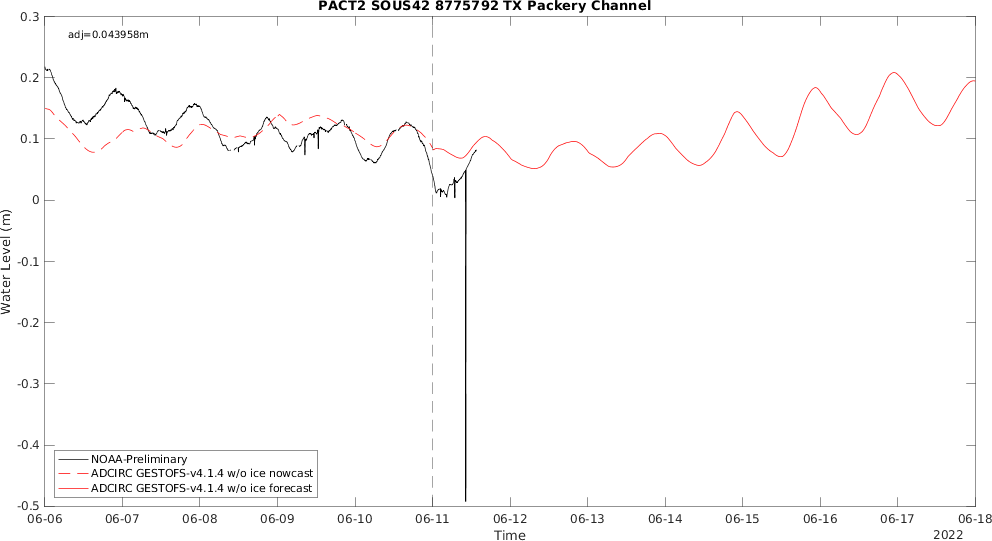 PACT2 SOUS42 8775792 TX Packery Channel
adj=0.043958m
0.3
0.2
0.1
0
-0.1
-0.2
-0.3
-0.4
-0.5
Water Level (m)
NOAA-Preliminary
ADCIRC GESTOFS-v4.1.4 w/o ice nowcast
ADCIRC GESTOFS-v4.1.4 w/o ice forecast
06-06 06-07 06-08 06-09 06-10 06-11 06-12 06-13 06-14 06-15 06-16 06-17 06-18
Time
2022